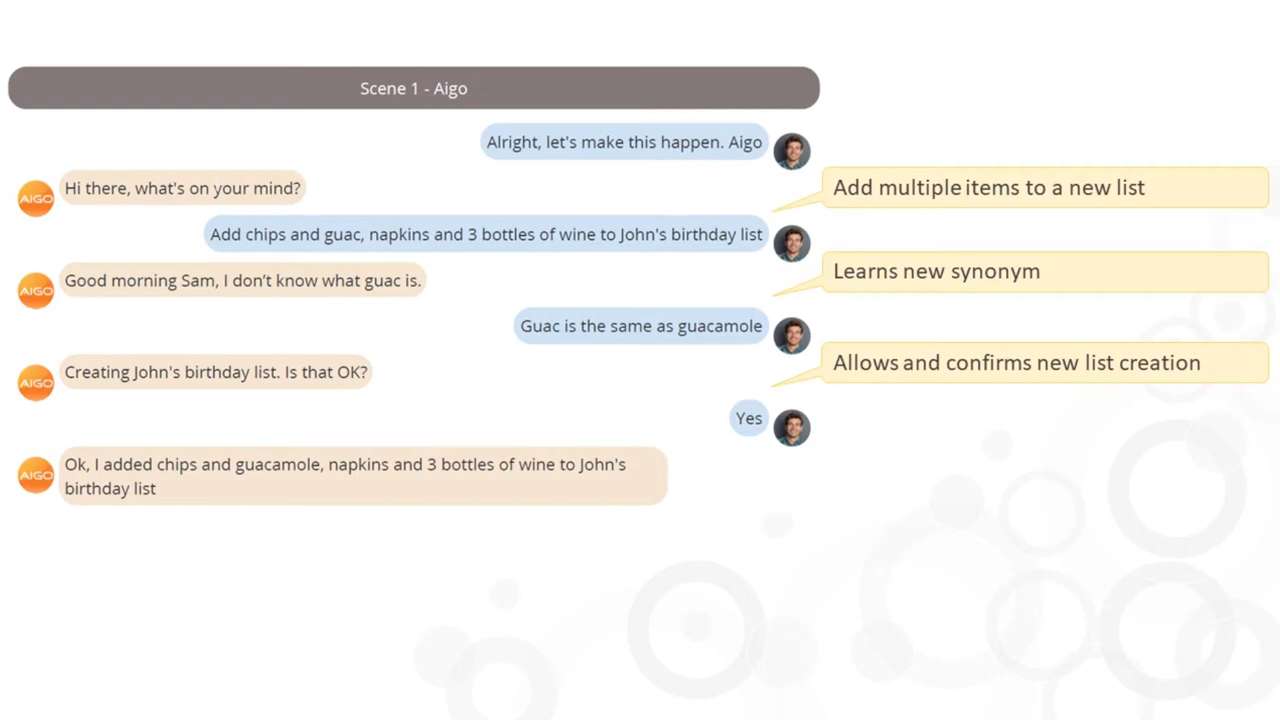 Scene 1 - Aigo
Alright, let's make this happen. Aigo
AIGO
Hi there, what's on your mind?
Add multiple items to a new list
Add chips and guac, napkins and 3 bottles of wine to John's birthday list
AIGO
Good morning Sam, I don’t know what guac is.
Learns new synonym
Guac is the same as guacamole
AIGO
Creating John's birthday list. Is that OK?
Allows and confirms new list creation
Yes
AIGO
Ok, I added chips and guacamole, napkins and 3 bottles of wine to John's
birthday list